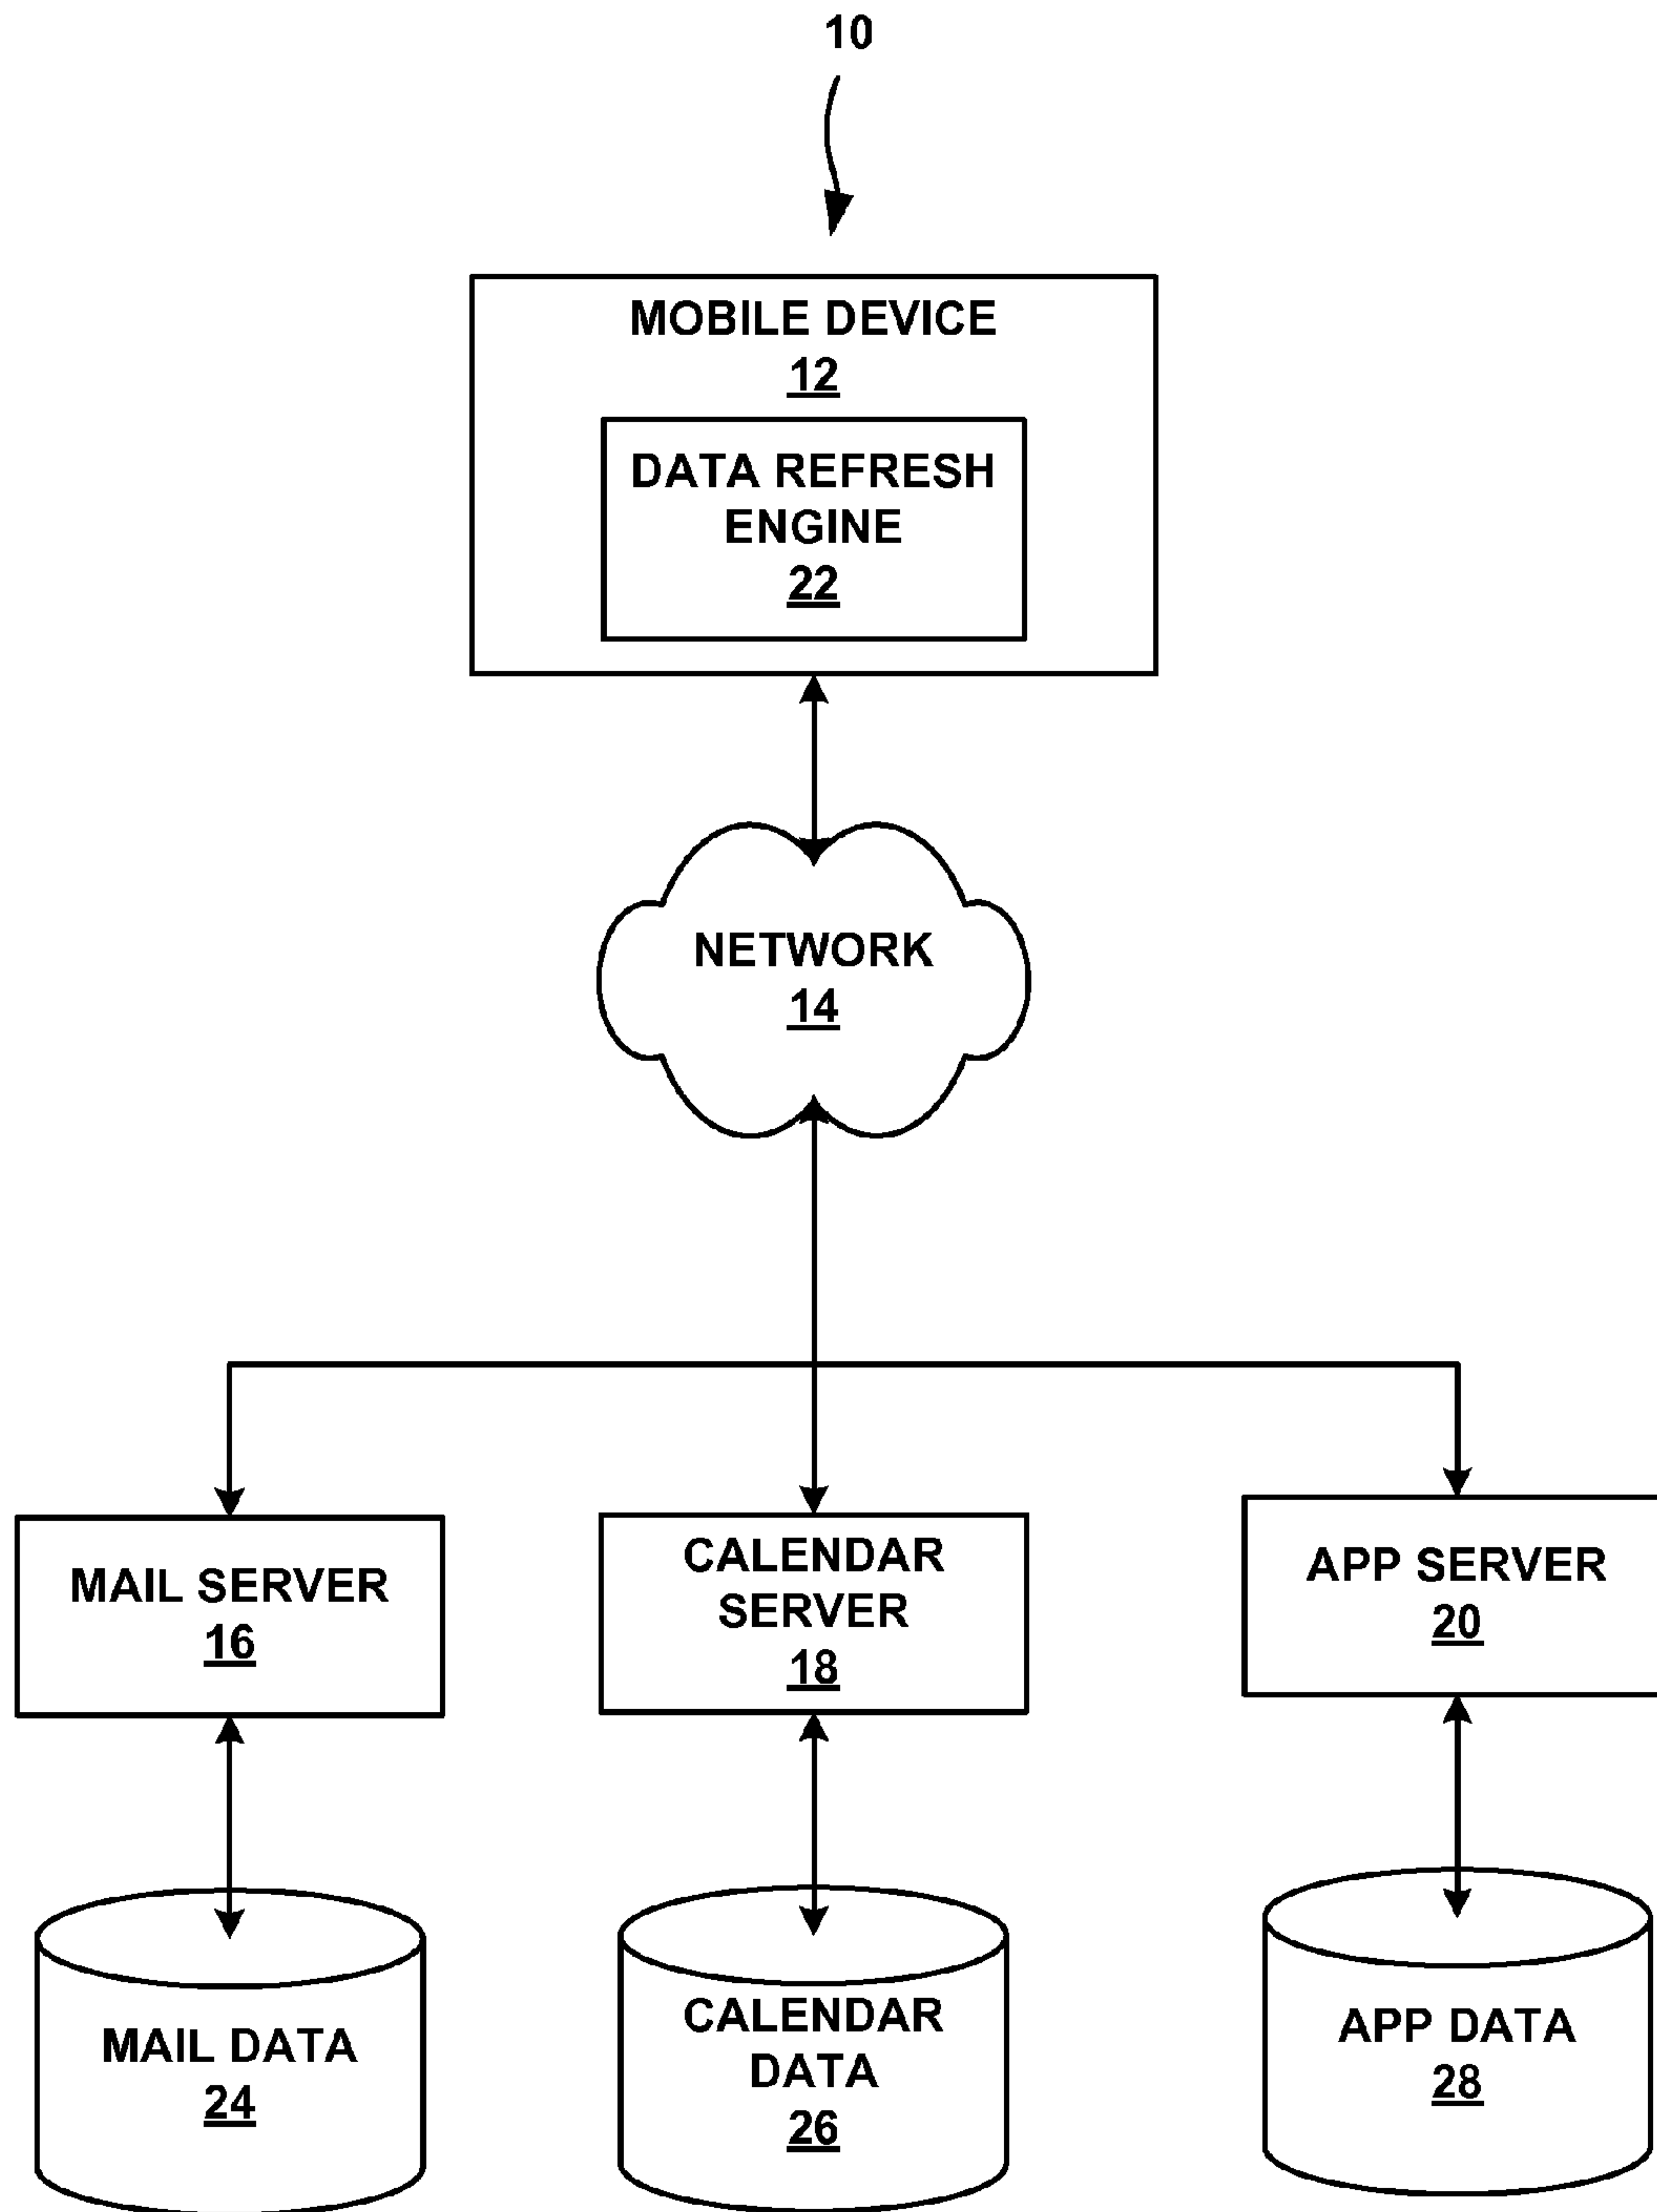 10
MOBILE DEVICE
12
DATA REFRESH
ENGINE
22
NETWORK
14
MAIL SERVER
16
CALENDAR
SERVER
18
APP SERVER
20
MAIL DATA
24
CALENDAR
DATA
26
APP DATA
28